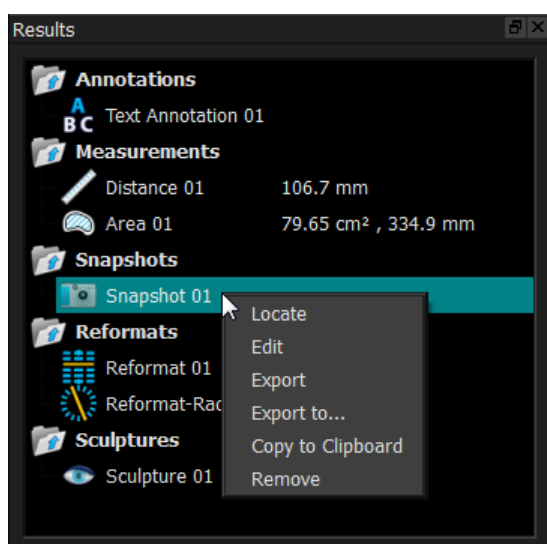 Results
Annotations
A
B C
Text Annotation 01
Measurements
Distance 01 106.7 mm
Area 01 79.65 cm² , 334.9 mm
Snapshots
Snapshot 01
Locate
Edit
Export
Export to...
Copy to Clipboard
Remove
Reformats
Reformat 01
Reformat-Rad
Sculptures
Sculpture 01